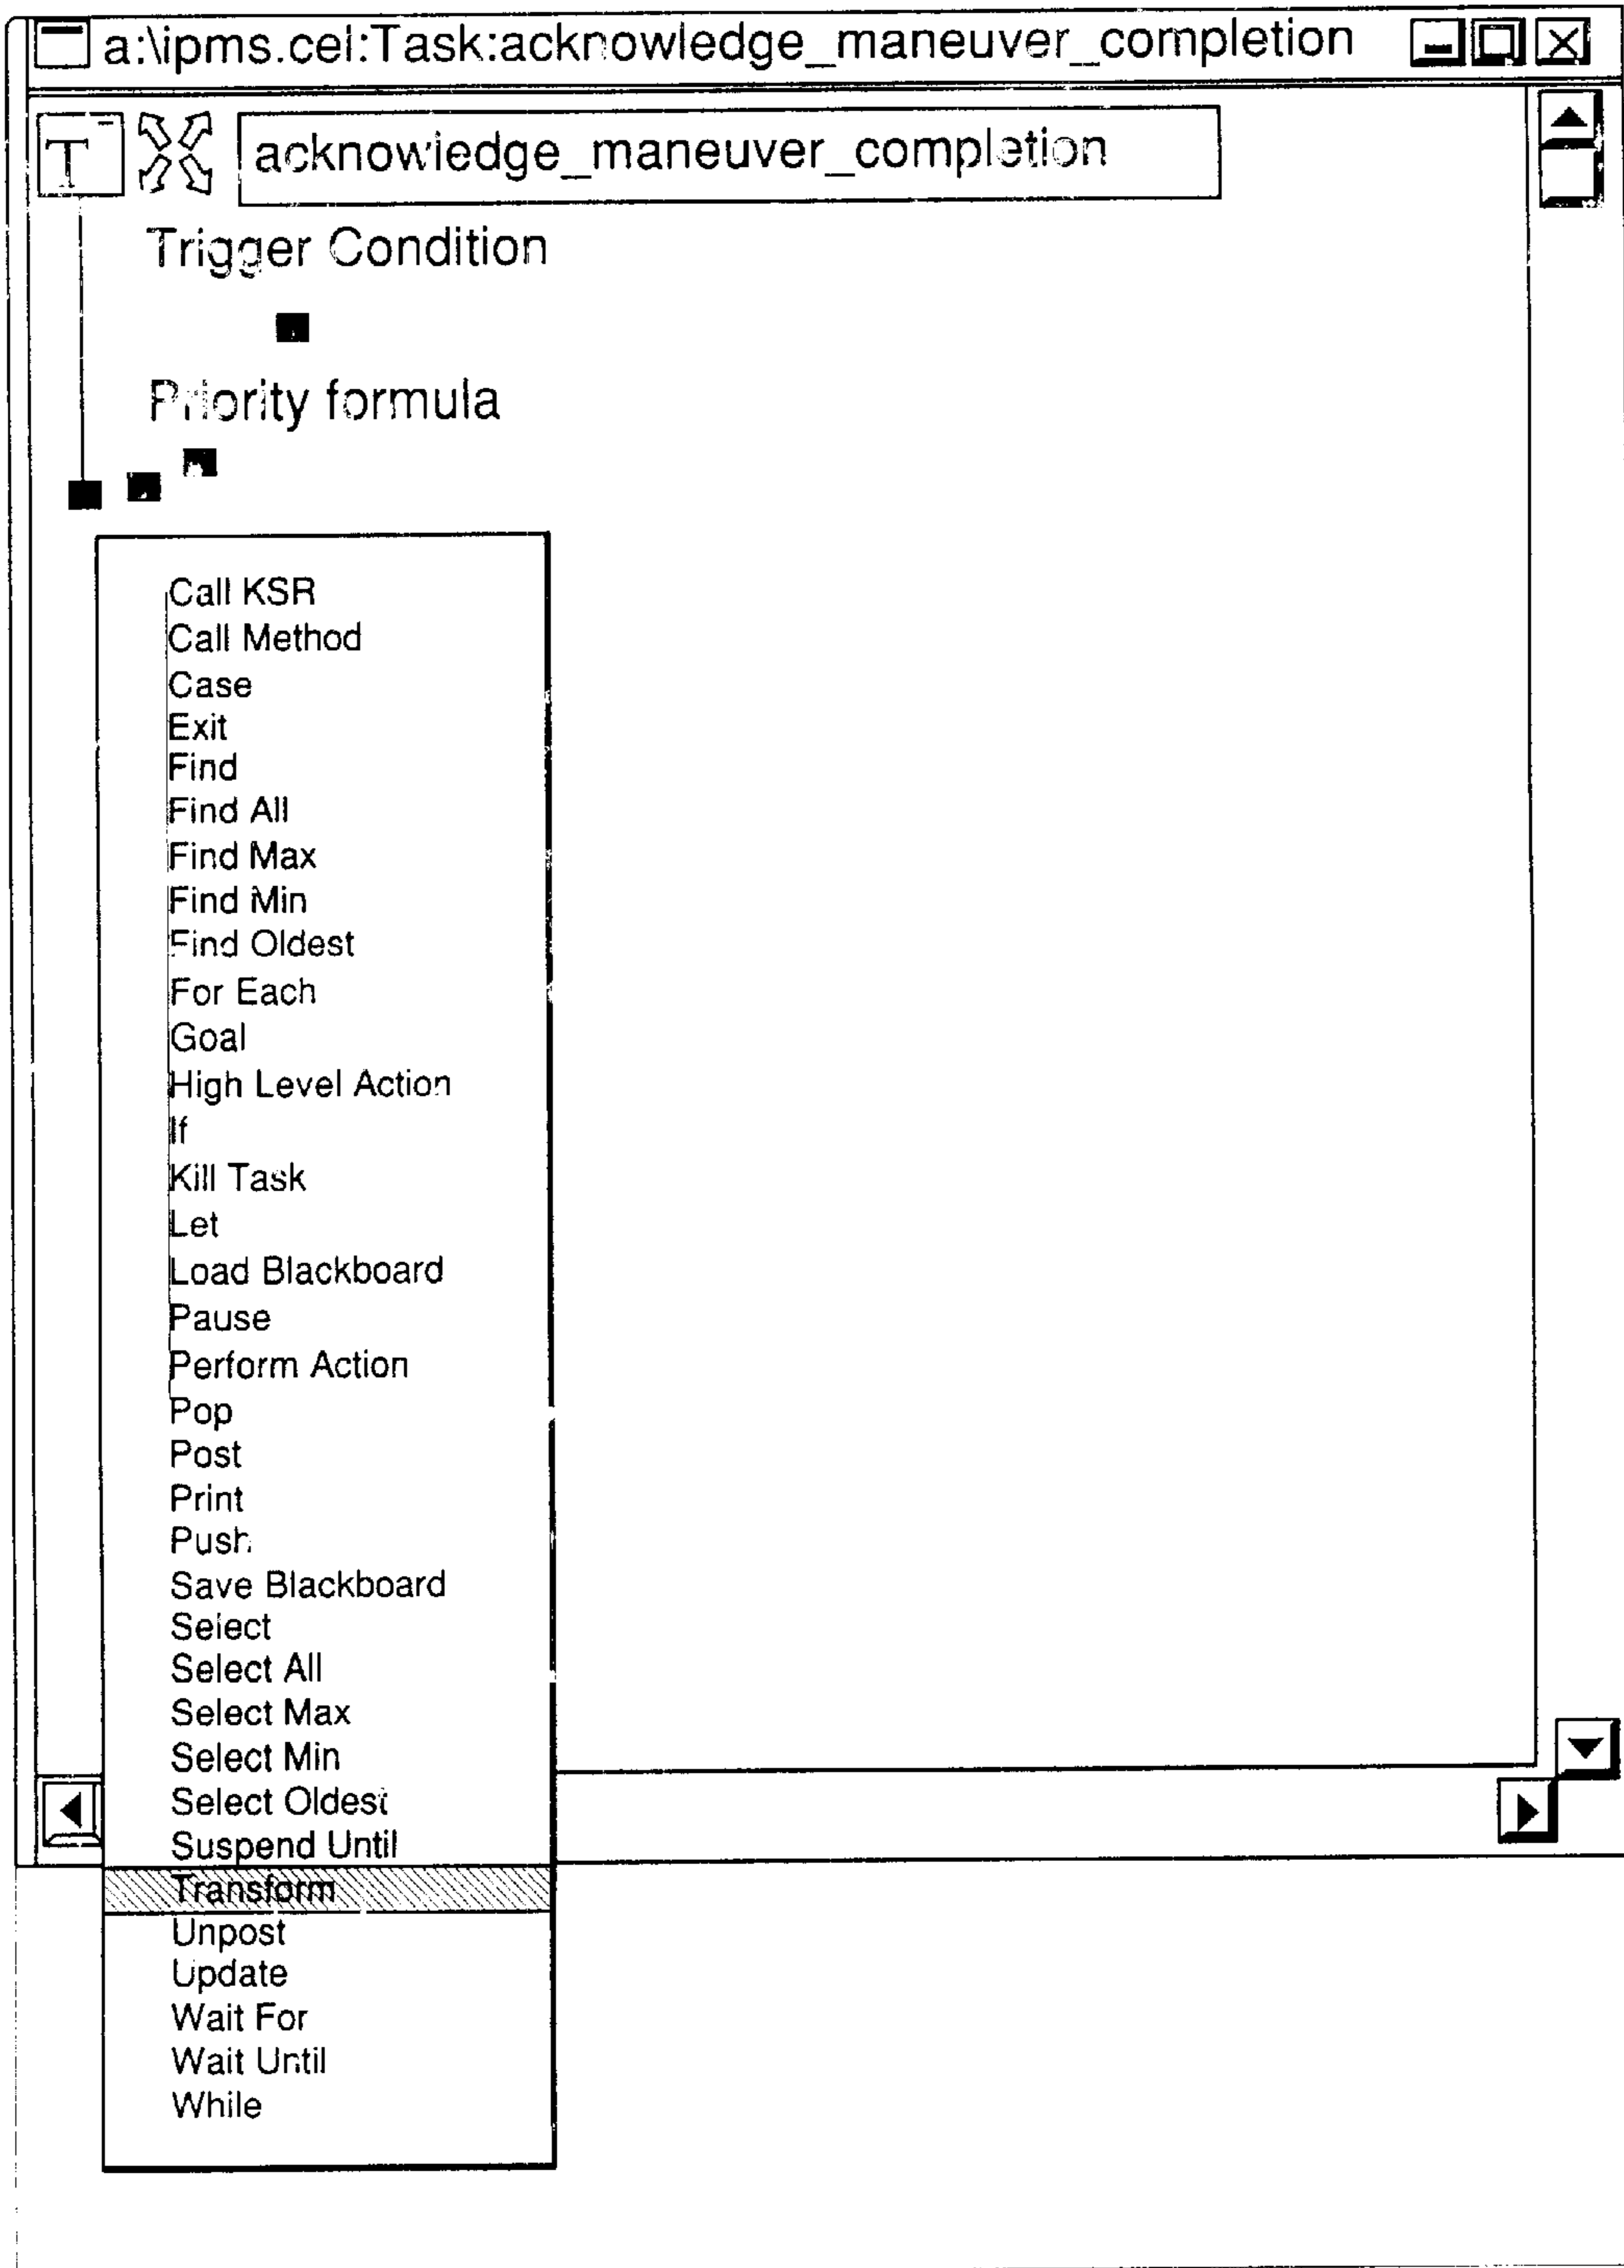 a:\ipms.cel:Task:acknowledge_maneuver_completion
T
acknowledge_maneuver_completion
Trigger Condition
Priority formula
Call KSR
Call Method
Case
Exit
Find
Find All
Find Max
Find Min
Find Oldest
For Each
Goal
High Level Action
If
Kill Task
Let
Load Blackboard
Pause
Perform Action
Pop
Post
Print
Push
Save Blackboard
Select
Select All
Select Max
Select Min
Select Oldest
Suspend Until
Transform
Unpost
Update
Wait For
Wait Until
While